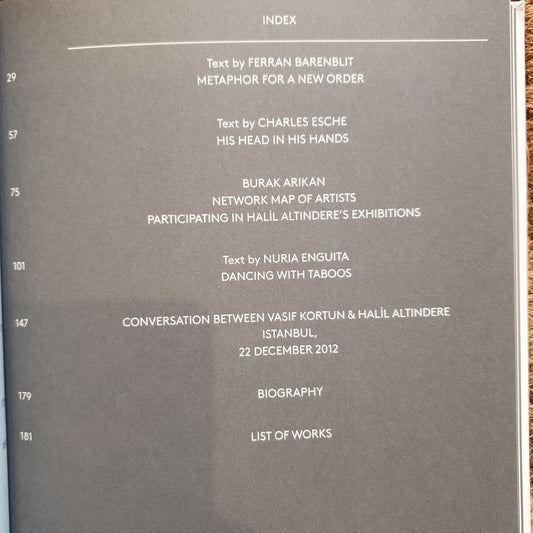 INDEX
29
Text by FERRAN BARENBLIT
METAPHOR FOR A NEW ORDER
57
Text by CHARLES ESCHE
HIS HEAD IN HIS HANDS
75
BURAK ARIKAN
NETWORK MAP OF ARTISTS
PARTICIPATING IN HALİL ALTINDERE'S EXHIBITIONS
101
Text by NURIA ENGUITA
DANCING WITH TABOOS
147
CONVERSATION BETWEEN VASIF KORTUN & HALİL ALTINDERE
ISTANBUL,
22 DECEMBER 2012
179
BIOGRAPHY
181
LIST OF WORKS